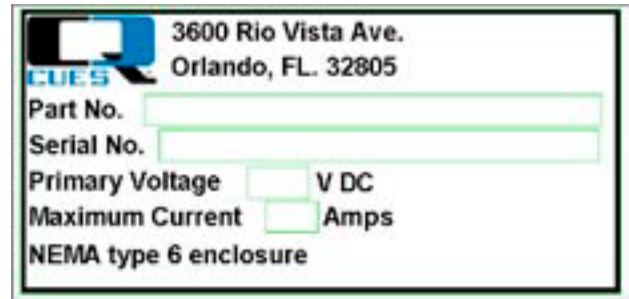 3600 Rio Vista Ave.
CUES Orlando, FL. 32805
Part No.
Serial No.
Primary Voltage V DC
Maximum Current Amps
NEMA type 6 enclosure